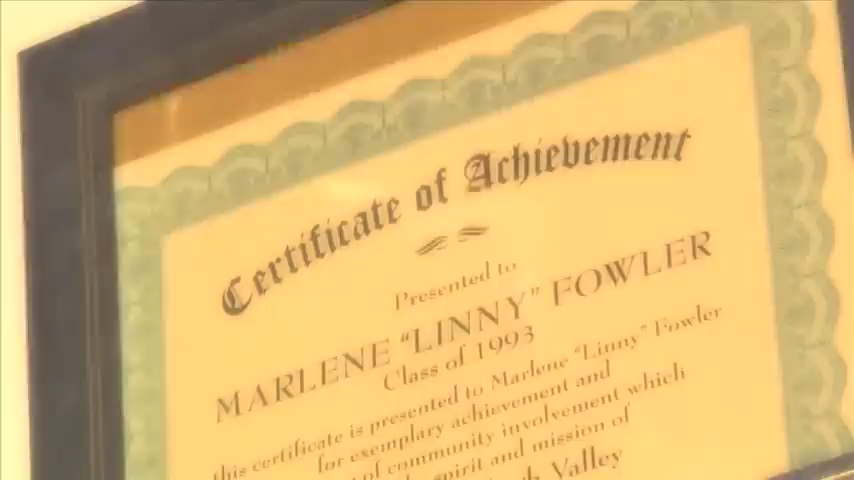 Certificate of Achievement
Presented to
MARLENE "LINNY" FOWLER
Class of 1993
this certificate is presented to Marlene "Linny" Fowler
for exemplary achievement and
of community involvement which
spirit and mission of
Valley